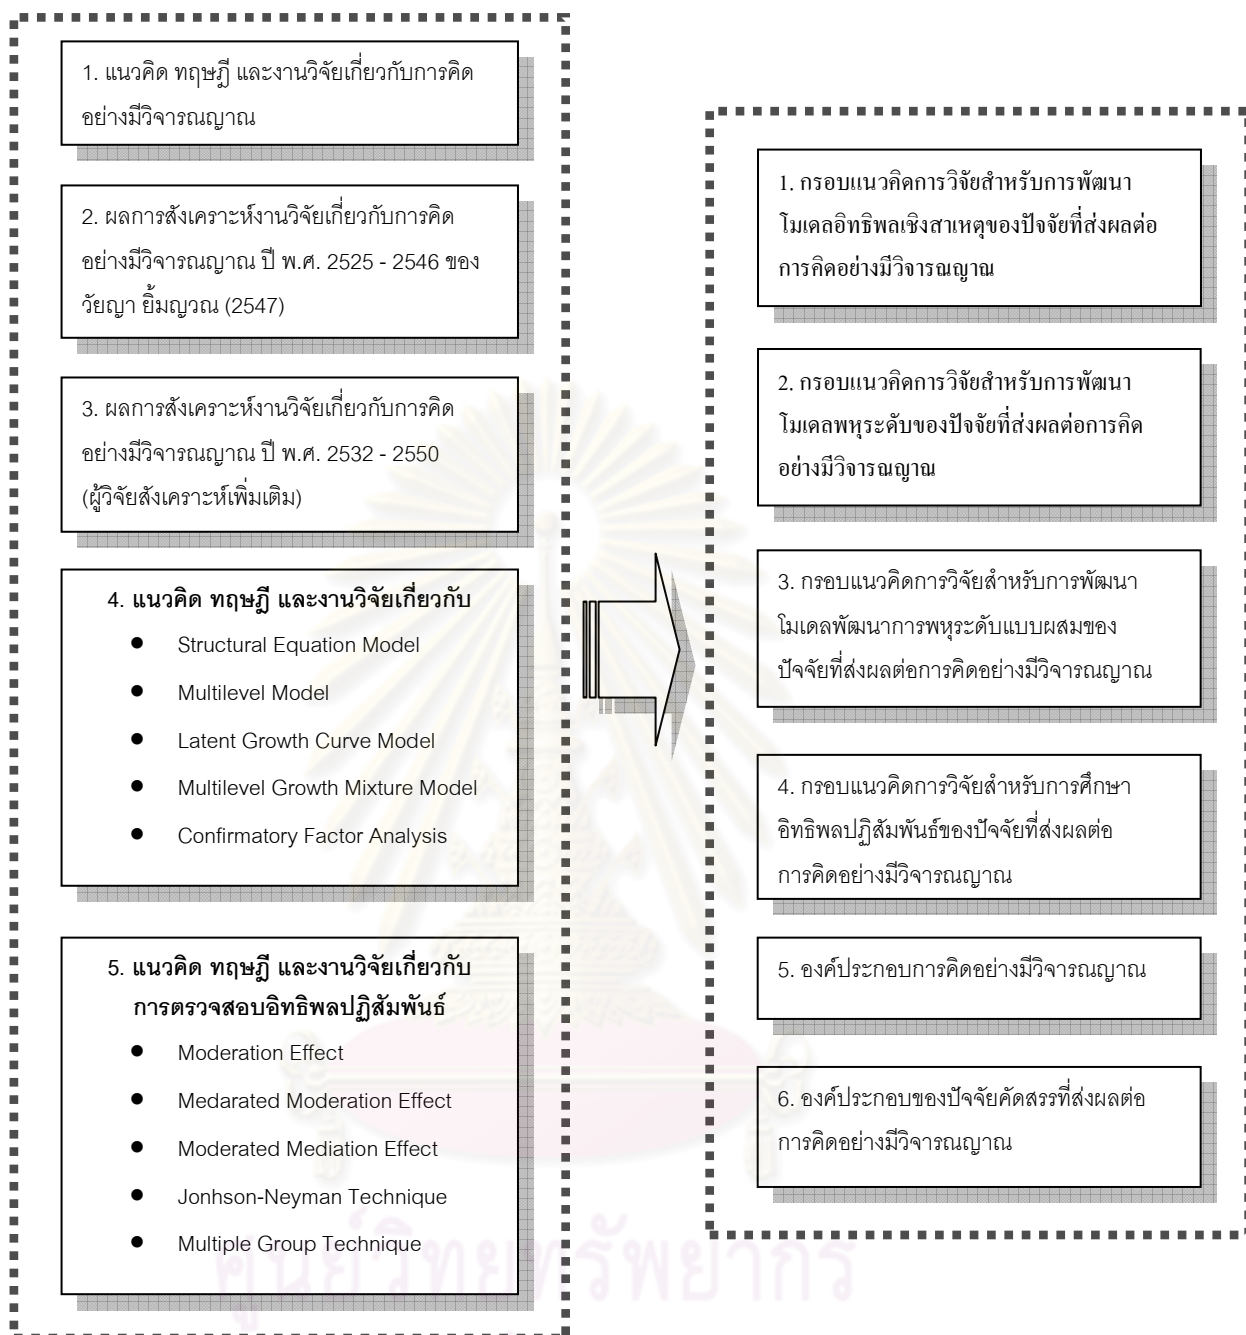 1. แนวคิด ทฤษฎี และงานวิจัยเกี่ยวกับการคิด
อย่างมีวิจารณญาณ
2. ผลการสังเคราะห์งานวิจัยเกี่ยวกับการคิด
อย่างมีวิจารณญาณ ปี พ.ศ. 2525 - 2546 ของ
วัยญา ยิ้มญวณ (2547)
3. ผลการสังเคราะห์งานวิจัยเกี่ยวกับการคิด
อย่างมีวิจารณญาณ ปี พ.ศ. 2532 - 2550
(ผู้วิจัยสังเคราะห์เพิ่มเติม)
4. แนวคิด ทฤษฎี และงานวิจัยเกี่ยวกับ
● Structural Equation Model
● Multilevel Model
● Latent Growth Curve Model
● Multilevel Growth Mixture Model
● Confirmatory Factor Analysis
5. แนวคิด ทฤษฎี และงานวิจัยเกี่ยวกับ
การตรวจสอบอิทธิพลปฏิสัมพันธ์
● Moderation Effect
● Medarated Moderation Effect
● Moderated Mediation Effect
● Jonhson-Neyman Technique
● Multiple Group Technique
1. กรอบแนวคิดการวิจัยสำหรับการพัฒนา
โมเดลอิทธิพลเชิงสาเหตุของปัจจัยที่ส่งผลต่อ
การคิดอย่างมีวิจารณญาณ
2. กรอบแนวคิดการวิจัยสำหรับการพัฒนา
โมเดลพหุระดับของปัจจัยที่ส่งผลต่อการคิด
อย่างมีวิจารณญาณ
3. กรอบแนวคิดการวิจัยสำหรับการพัฒนา
โมเดลพัฒนาการพหุระดับแบบผสมของ
ปัจจัยที่ส่งผลต่อการคิดอย่างมีวิจารณญาณ
4. กรอบแนวคิดการวิจัยสำหรับการศึกษา
อิทธิพลปฏิสัมพันธ์ของปัจจัยที่ส่งผลต่อ
การคิดอย่างมีวิจารณญาณ
5. องค์ประกอบการคิดอย่างมีวิจารณญาณ
6. องค์ประกอบของปัจจัยคัดสรรที่ส่งผลต่อ
การคิดอย่างมีวิจารณญาณ
ศูนย์วิทยทรัพยากร